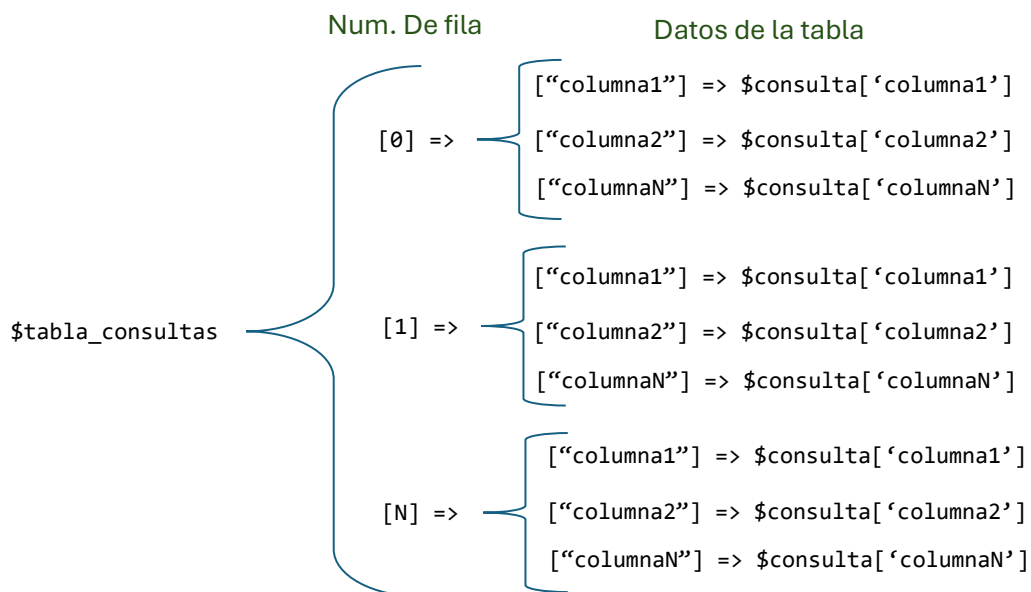 Num. De fila
Datos de la tabla
[“columna1”] => $consulta[‘columna1’]
[0] =>
[“columna2”] => $consulta[‘columna2’]
[“columnaN”] => $consulta[‘columnaN’]
[“columna1”] => $consulta[‘columna1’]
$tabla_consultas
[1] =>
[“columna2”] => $consulta[‘columna2’]
[“columnaN”] => $consulta[‘columnaN’]
[“columna1”] => $consulta[‘columna1’]
[N] =>
[“columna2”] => $consulta[‘columna2’]
[“columnaN”] => $consulta[‘columnaN’]